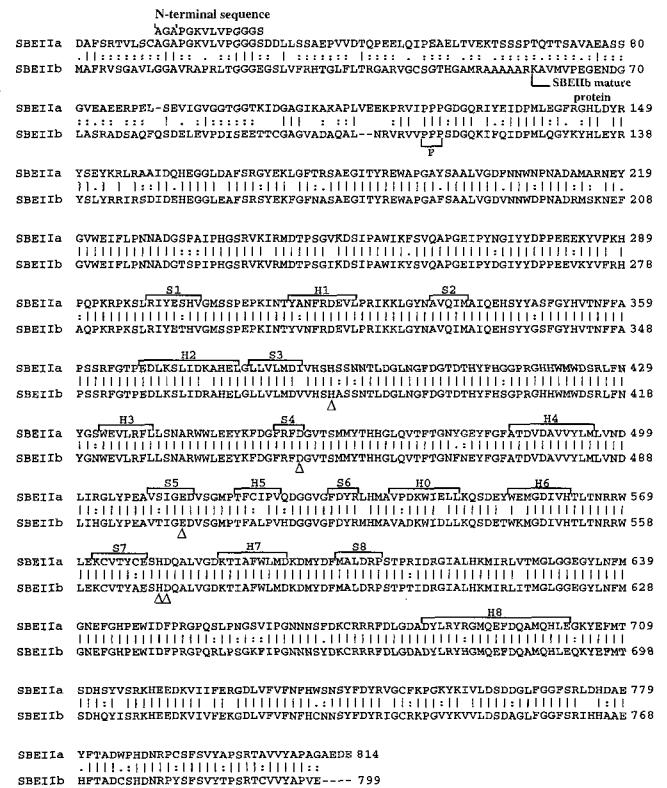 N-terminal sequence
AGAPGKVLVPGGGS
SBEIIa DAFSRTVLSCAGAPGKVLVPGGGSDDLLSSAEPVVDTQPEELQIPEAELTVEKTSSSPTQTTSAVAEASS 80
SBEIIb MAFRVSGAVLGGAVRAPRLTGGGEGSLVFRHTGLFLTRGARVGCSGTHGAMRAAAAARKAVMVPEGENDG 70
SBEIIb mature protein
SBEIIa GVEAEERPEL-SEVIGVGGTGGTKIDGAGIKAKAPLVEEKPRVIPPPGDGQRIYEIDPMLEGFRGHLDYR 149
SBEIIb LASRADSAQFQSDELEVPDISEETTCGAGVADAQAL--NRVRVVPPPSDGQKIFQIDPMLQGYKYHLEYR 138
P
SBEIIa YSEYKRLRAAIDQHEGGLDAFSRGYEKLGFTRSAEGITYREWAPGAYSAALVGDFNNWNPNADAMARNEY 219
SBEIIb YSLYRRIRSDIDEHEGGLEAFSRSYEKFGFNASAEGITYREWAPGAFSAALVGDVNNWDPNADRMSKNEF 208
SBEIIa GVWEIFLPNNADGSPAIPHGSRVKIRMDTPSGVKDSIPAWIKFSVQAPGEIPYNGIYYDPPEEEKYVFKH 289
SBEIIb GVWEIFLPNNADGTSPIPHGSRVKVRMDTPSGIKDSIPAWIKYSVQAPGEIPYDGIYYDPPEEVKYVFRH 278
S1 H1 S2
SBEIIa PQPKRPKSLRIYESHVGMSSPEPKINTYANFRDEVLPRIKKLGYNAVQIMAIQEHSYYASFGYHVTNFFA 359
SBEIIb AQPKRPKSLRIYETHVGMSSPEPKINTYVNFRDEVLPRIKKLGYNAVQIMAIQEHSYYGSFGYHVTNFFA 348
H2 S3
SBEIIa PSSRFGTPEDLKSLIDKAHELGLLVLMDIVHSHSSNNTLDGLNGFDGTDTHYFHGGPRGHHWMWDSRLFN 429
SBEIIb PSSRFGTPEDLKSLIDRAHELGLLVLMDVVHSHASSNTLDGLNGFDGTDTHYFHSGPRGHHWMWDSRLFN 418
Δ
H3 S4 H4
SBEIIa YGSWEVLRFLLSNARWWLEEYKFDGFRFDGVTSMMYTHHGLQVTFTGNYGEYFGFATDVDAVVYLMLVND 499
SBEIIb YGNWEVLRFLLSNARWWLEEYKFDGFRFDGVTSMMYTHHGLQVTFTGNFNEYFGFATDVDAVVYLMLVND 488
Δ
S5 H5 S6 H0 H6
SBEIIa LIRGLYPEAVSIGEDVSGMPTFCIPVQDGGVGFDYRLHMAVPDKWIELLKQSDEYWEMGDIVHTLTNRRW 569
SBEIIb LIHGLYPEAVTIGEDVSGMPTFALPVHDGGVGFDYRMHMAVADKWIDLLKQSDETWKMGDIVHTLTNRRW 558
Δ
S7 H7 S8
SBEIIa LEKCVTYCESHDQALVGDKTIAFWLMDKDMYDFMALDRPSTPRIDRGIALHKMIRLVTMGLGGEGYLNFM 639
SBEIIb LEKCVTYAESHDQALVGDKTIAFWLMDKDMYDFMALDRPSTPTIDRGIALHKMIRLITMGLGGEGYLNFM 628
ΔΔ
H8
SBEIIa GNEFGHPEWIDFPRGPQSLPNGSVIPGNNNSFDKCRRRFDLGDADYLRYRGMQEFDQAMQHLEGKYEFMT 709
SBEIIb GNEFGHPEWIDFPRGPQRLPSGKFIPGNNNSYDKCRRRFDLGDADYLRYHGMQEFDQAMQHLEQKYEFMT 698
SBEIIa SDHSYVSRKHEEDKVIIFERGDLVFVFNFHWSNSYFDYRVGCFKPGKYKIVLDSDDGLFGGFSRLDHDAE 779
SBEIIb SDHQYISRKHEEDKVIVFEKGDLVFVFNFHCNNSYFDYRIGCRKPGVYKVVLDSDAGLFGGFSRIHHAAE 768
SBEIIa YFTADWPHDNRPCSFSVYAPSRTAVVYAPAGAEDE 814
SBEIIb HFTADCSHDNRPYSFSVYTPSRTCVVYAPVE---- 799